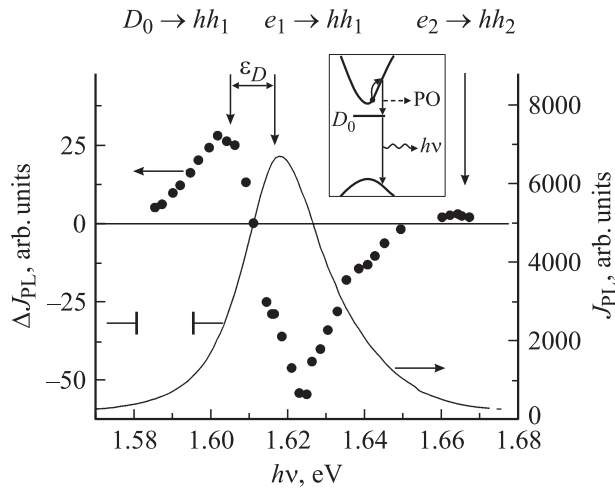 D₀ → hh₁ e₁ → hh₁ e₂ → hh₂
ε_D
PO
D₀
hν
ΔJ_PL, arb. units
25
0
−25
−50
8000
6000
4000
2000
0
J_PL, arb. units
1.58 1.60 1.62 1.64 1.66 1.68
hν, eV